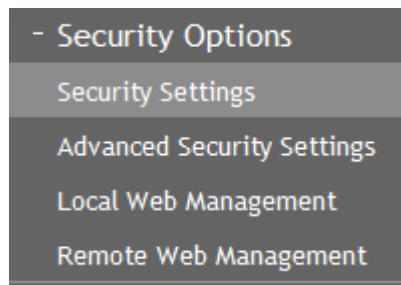 - Security Options
Security Settings
Advanced Security Settings
Local Web Management
Remote Web Management